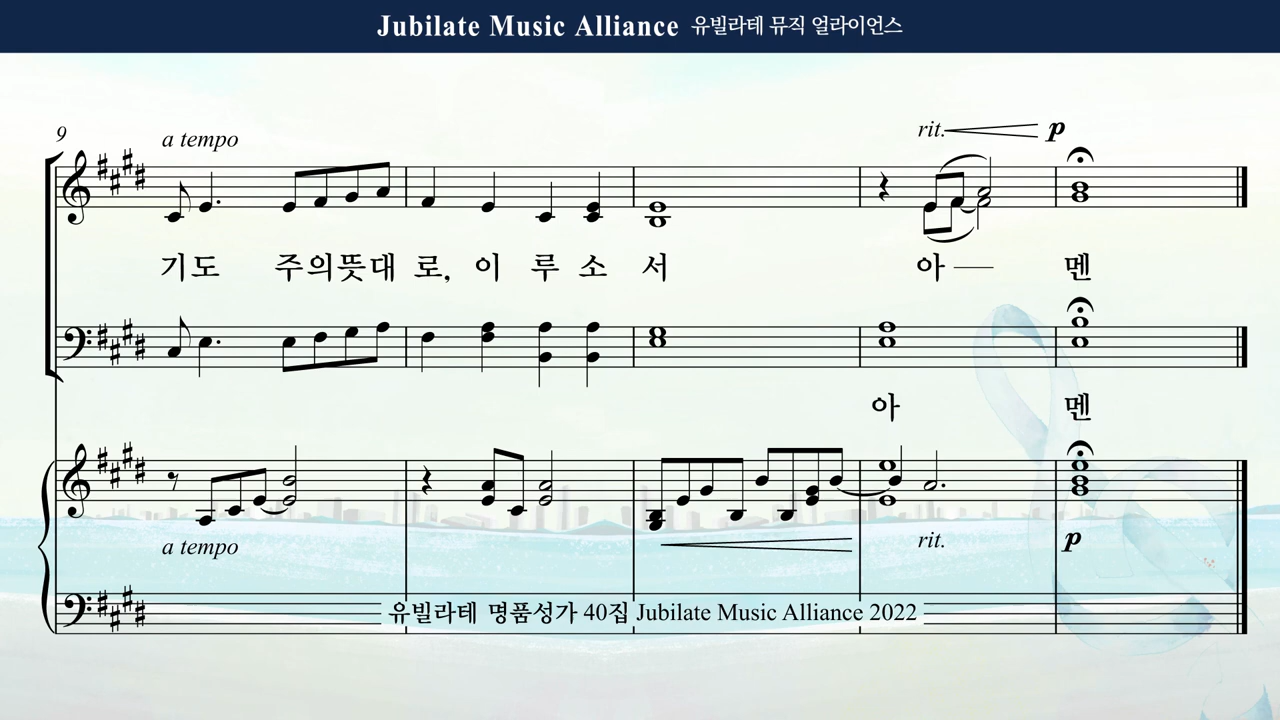 Jubilate Music Alliance 유빌라테 뮤직 얼라이언스
rit. p
9 a tempo
기도 주의뜻대 로, 이 루 소 서 아 멘
아 멘
a tempo rit. p
유빌라테 명품성가 40집 Jubilate Music Alliance 2022